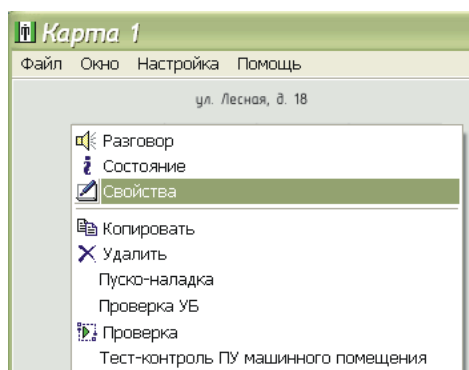 Карта 1
Файл Окно Настройка Помощь
ул. Лесная, д. 18
Разговор
Состояние
Свойства
Копировать
Удалить
Пуско-наладка
Проверка УБ
Проверка
Тест-контроль ПУ машинного помещения